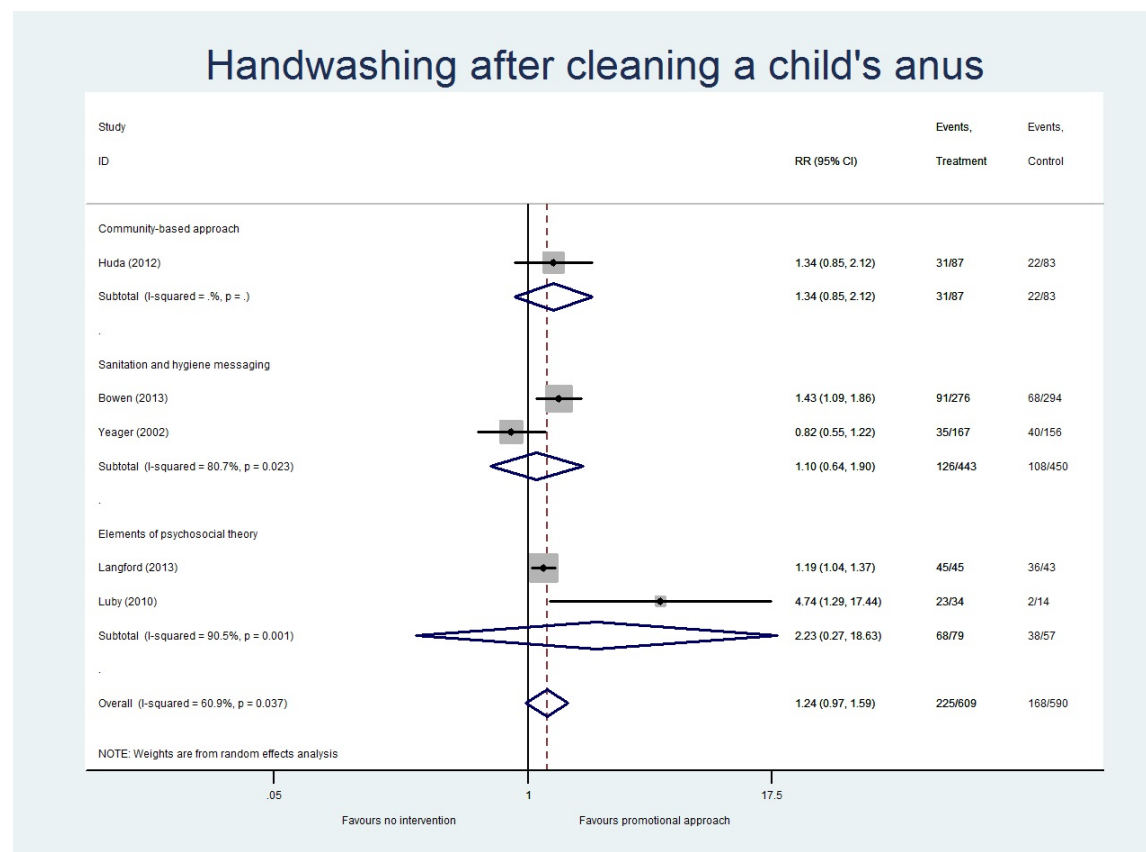 Handwashing after cleaning a child's anus
Study Events, Events,
ID RR (95% CI) Treatment Control
Community-based approach
Huda (2012) 1.34 (0.85, 2.12) 31/87 22/83
Subtotal (I-squared = .%, p = .) 1.34 (0.85, 2.12) 31/87 22/83
.
Sanitation and hygiene messaging
Bowen (2013) 1.43 (1.09, 1.86) 91/276 68/294
Yeager (2002) 0.82 (0.55, 1.22) 35/167 40/156
Subtotal (I-squared = 80.7%, p = 0.023) 1.10 (0.64, 1.90) 126/443 108/450
.
Elements of psychosocial theory
Langford (2013) 1.19 (1.04, 1.37) 45/45 36/43
Luby (2010) 4.74 (1.29, 17.44) 23/34 2/14
Subtotal (I-squared = 90.5%, p = 0.001) 2.23 (0.27, 18.63) 68/79 38/57
.
Overall (I-squared = 60.9%, p = 0.037) 1.24 (0.97, 1.59) 225/609 168/590
NOTE: Weights are from random effects analysis
.05 1 17.5
Favours no intervention Favours promotional approach